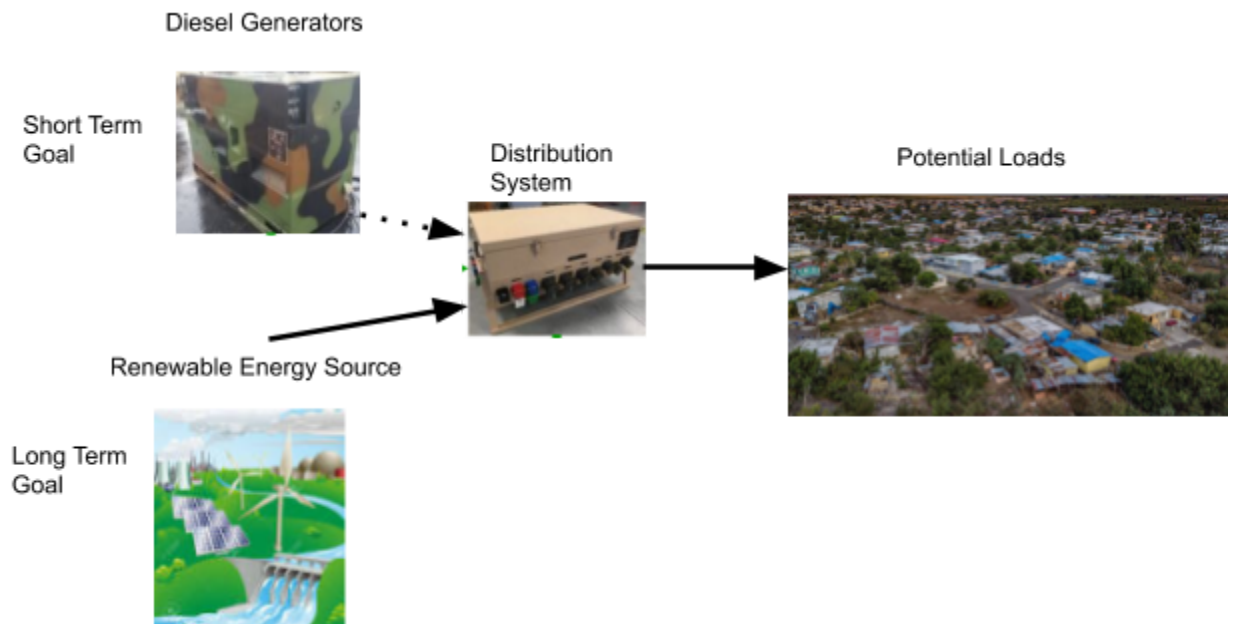 Diesel Generators
Short Term
Goal
Distribution
System
Potential Loads
Renewable Energy Source
Long Term
Goal